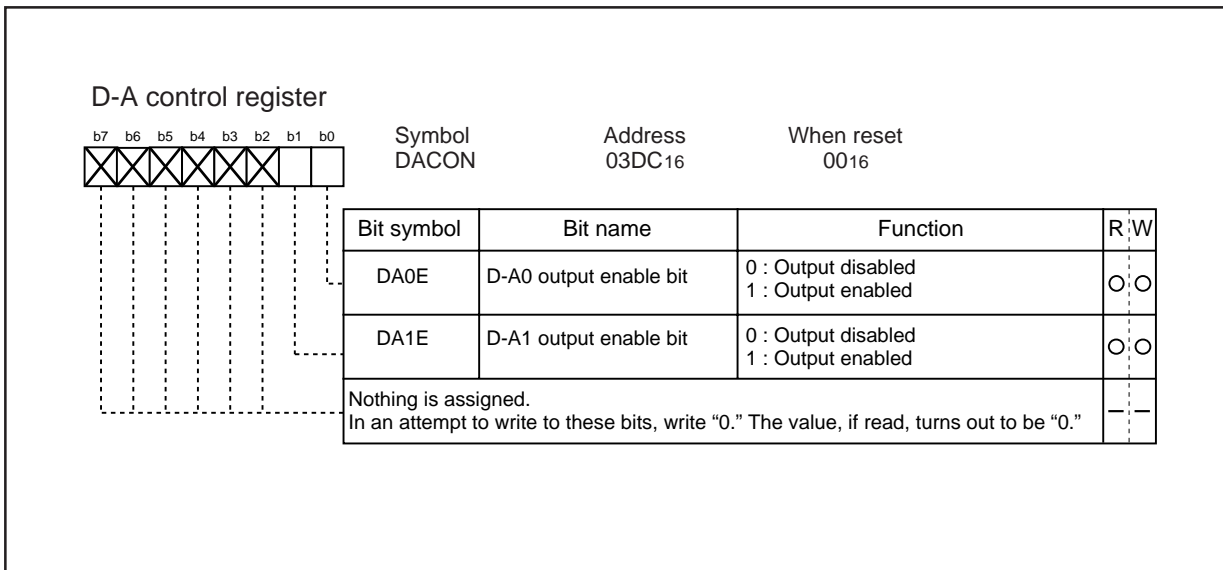 D-A control register
b7 b6 b5 b4 b3 b2 b1 b0
Symbol Address When reset
DACON 03DC16 0016
Bit symbol Bit name Function R W
DA0E D-A0 output enable bit 0 : Output disabled
1 : Output enabled
DA1E D-A1 output enable bit 0 : Output disabled
1 : Output enabled
Nothing is assigned.
In an attempt to write to these bits, write “0.” The value, if read, turns out to be “0.”